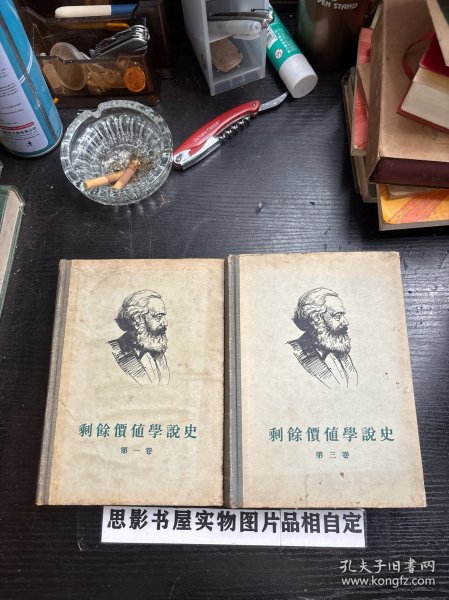 剩餘價值學說史
第一卷
剩餘價值學說史
第三卷
思影书屋实物图片品相自定
孔夫子旧书网
www.kongfz.com